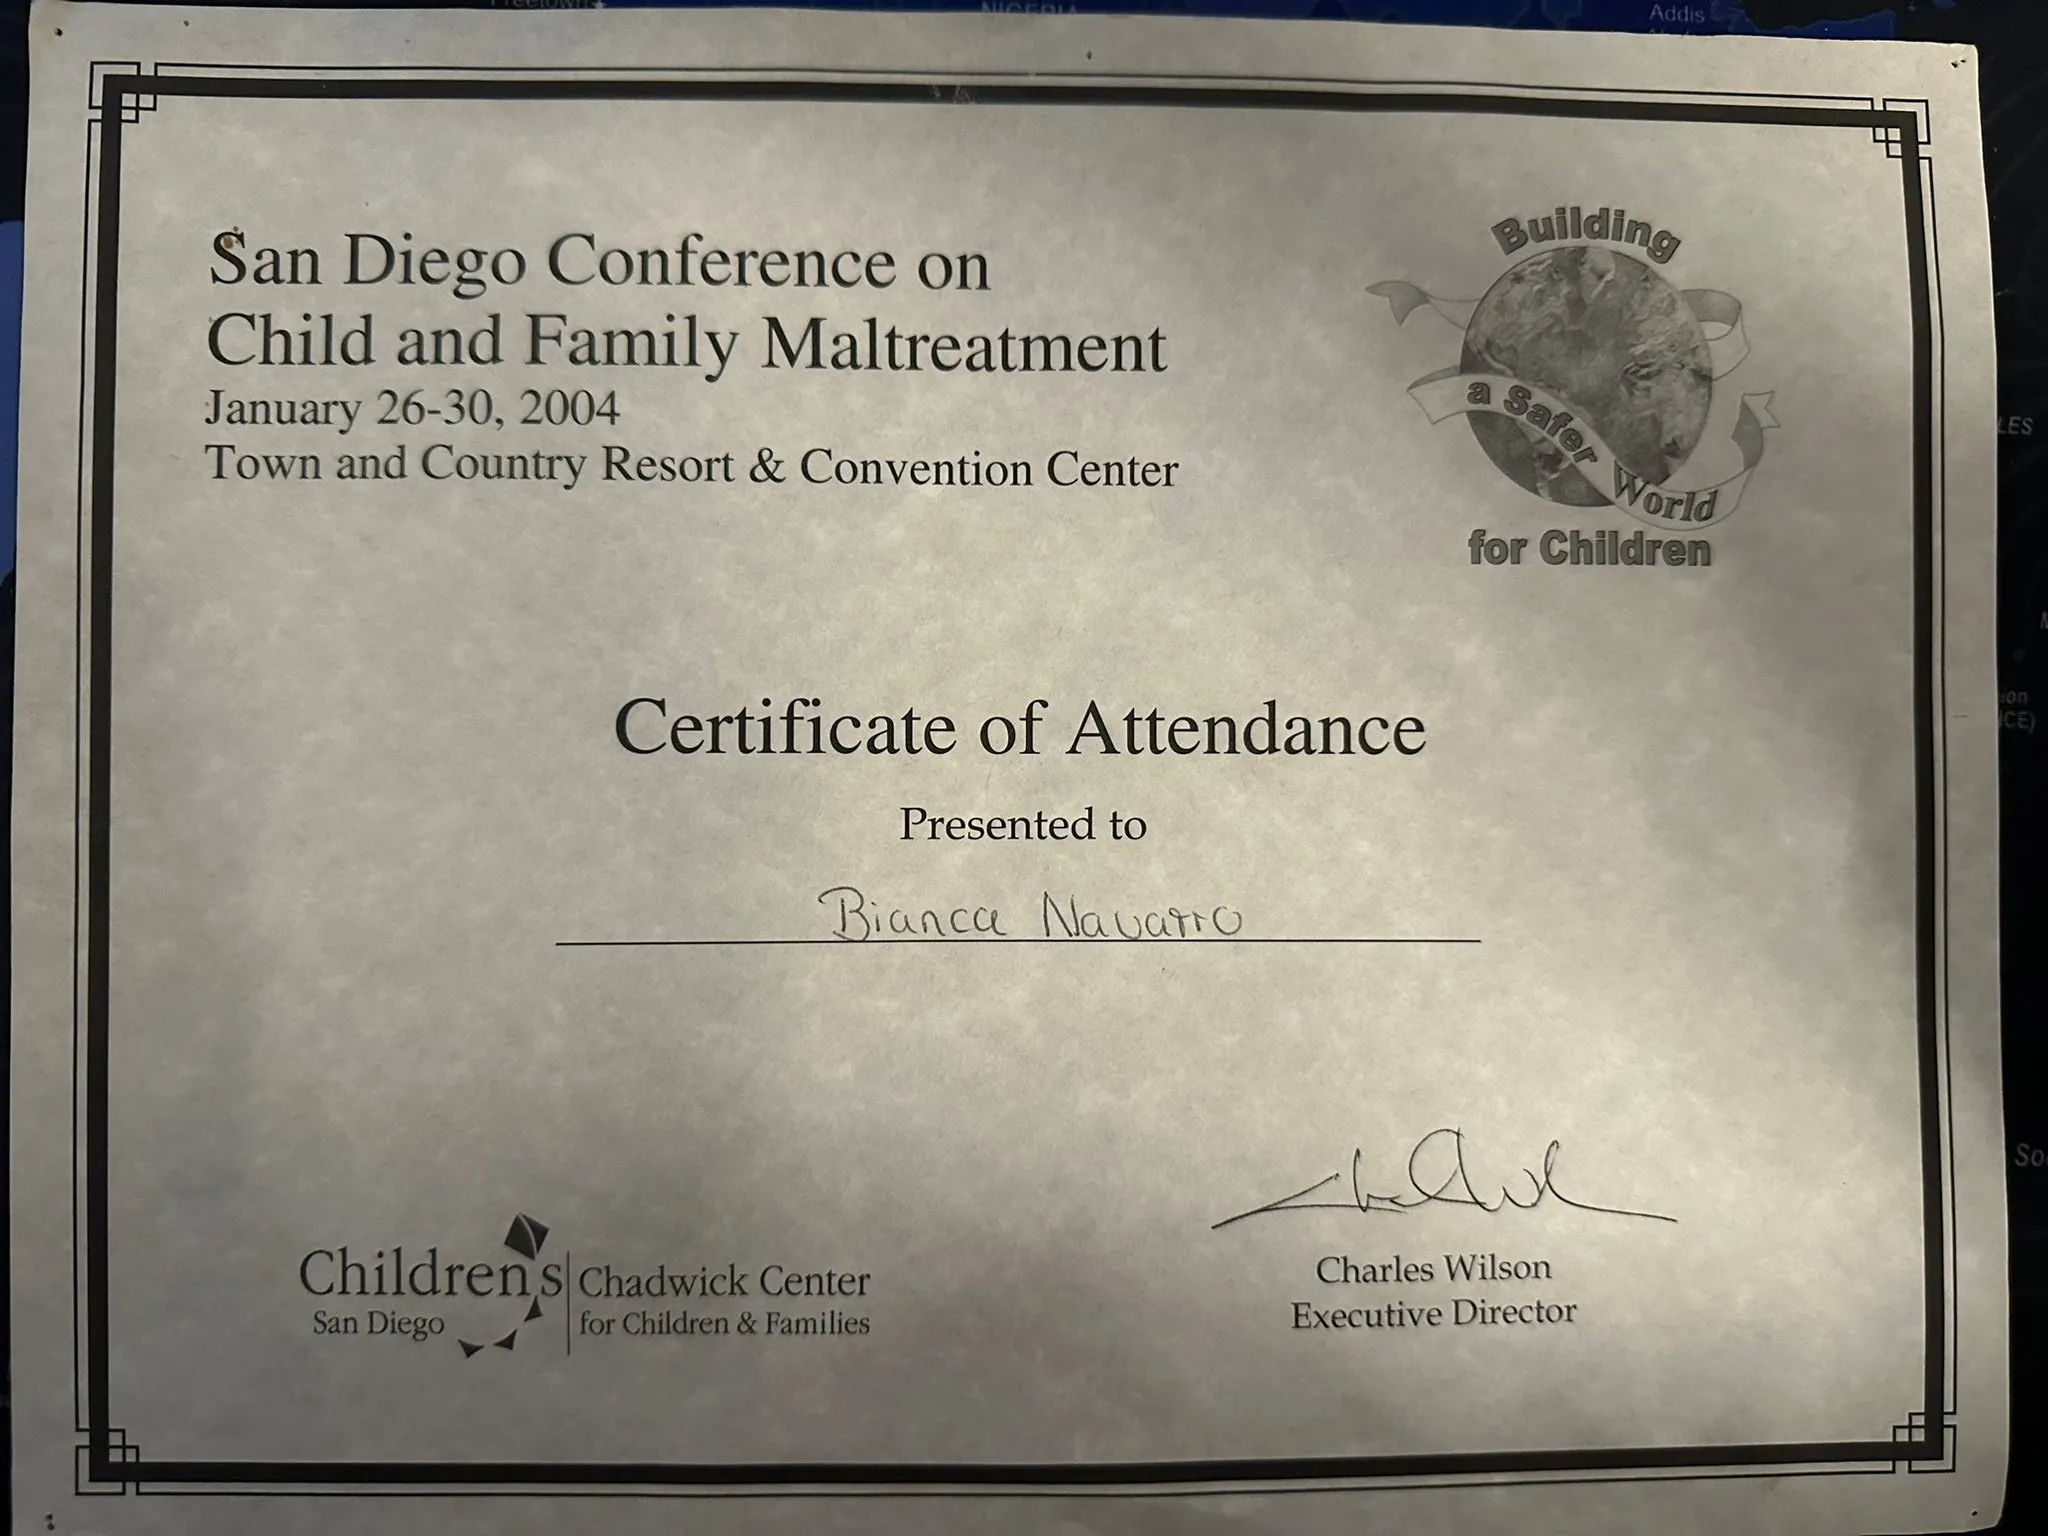 Addis
San Diego Conference on
Child and Family Maltreatment
January 26-30, 2004
Town and Country Resort & Convention Center
Building
a Safer World
for Children
Certificate of Attendance
Presented to
Bianca Navarro
Children's
San Diego
Chadwick Center
for Children & Families
Charles Wilson
Executive Director